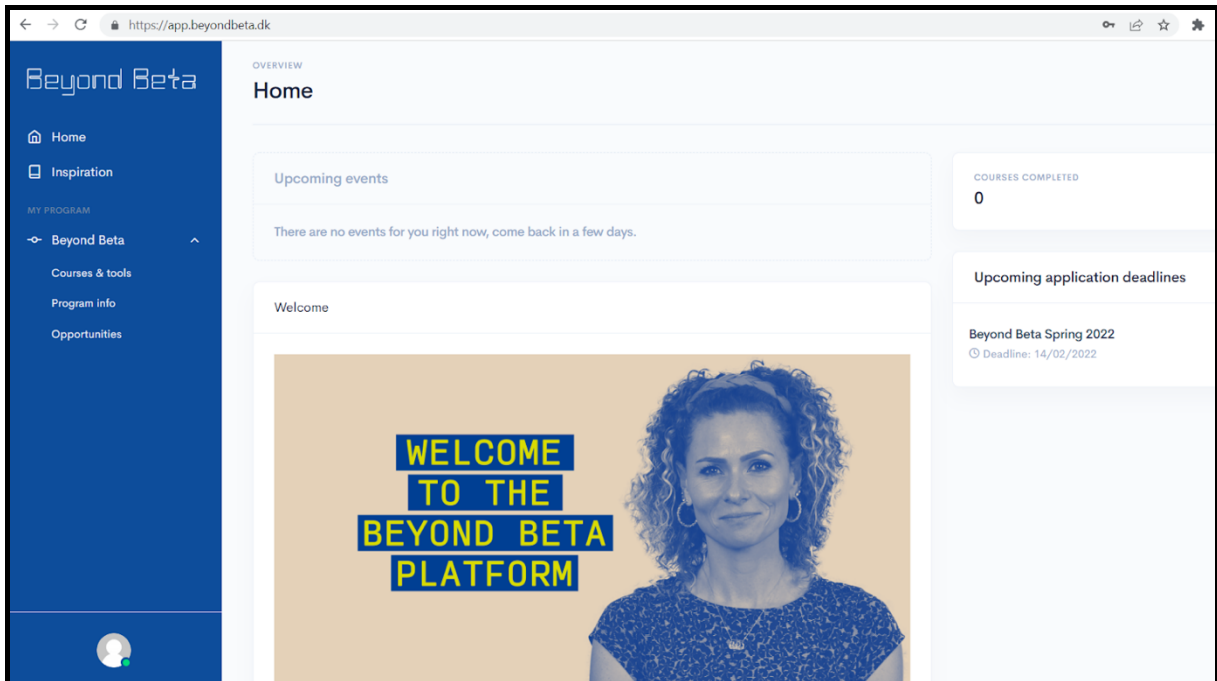 https://app.beyondbeta.dk
Beyond Beta
Home
Inspiration
MY PROGRAM
Beyond Beta
Courses & tools
Program info
Opportunities
OVERVIEW
Home
Upcoming events
There are no events for you right now, come back in a few days.
Welcome
WELCOME
TO THE
BEYOND BETA
PLATFORM
COURSES COMPLETED
0
Upcoming application deadlines
Beyond Beta Spring 2022
Deadline: 14/02/2022